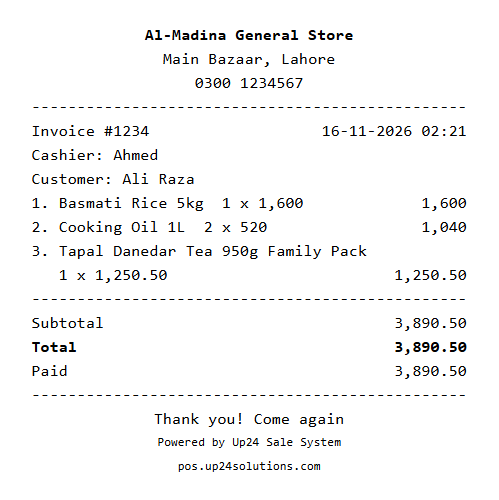 Al-Madina General Store
Main Bazaar, Lahore
0300 1234567
------------------------------------------------
Invoice #1234 16-11-2026 02:21
Cashier: Ahmed
Customer: Ali Raza
1. Basmati Rice 5kg 1 x 1,600 1,600
2. Cooking Oil 1L 2 x 520 1,040
3. Tapal Danedar Tea 950g Family Pack
1 x 1,250.50 1,250.50
------------------------------------------------
Subtotal 3,890.50
Total 3,890.50
Paid 3,890.50
------------------------------------------------
Thank you! Come again
Powered by Up24 Sale System
pos.up24solutions.com